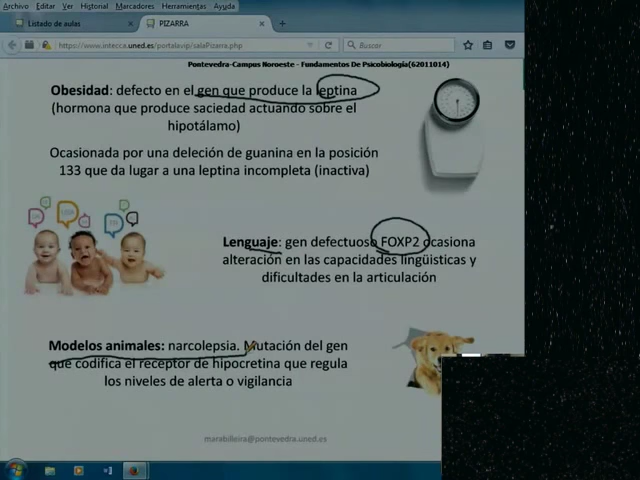 Archivo Editar Ver Historial Marcadores Herramientas Ayuda
Listado de aulas
PIZARRA
https://www.intecca.uned.es/portalavip/salaPizarra.php
Buscar
Pontevedra-Campus Noroeste - Fundamentos De Psicobiología(62011014)
Obesidad: defecto en el gen que produce la leptina
(hormona que produce saciedad actuando sobre el
hipotálamo)
Ocasionada por una deleción de guanina en la posición
133 que da lugar a una leptina incompleta (inactiva)
Lenguaje: gen defectuoso FOXP2 ocasiona
alteración en las capacidades lingüisticas y
dificultades en la articulación
Modelos animales: narcolepsia. Mutación del gen
que codifica el receptor de hipocretina que regula
los niveles de alerta o vigilancia
marabilleira@pontevedra.uned.es